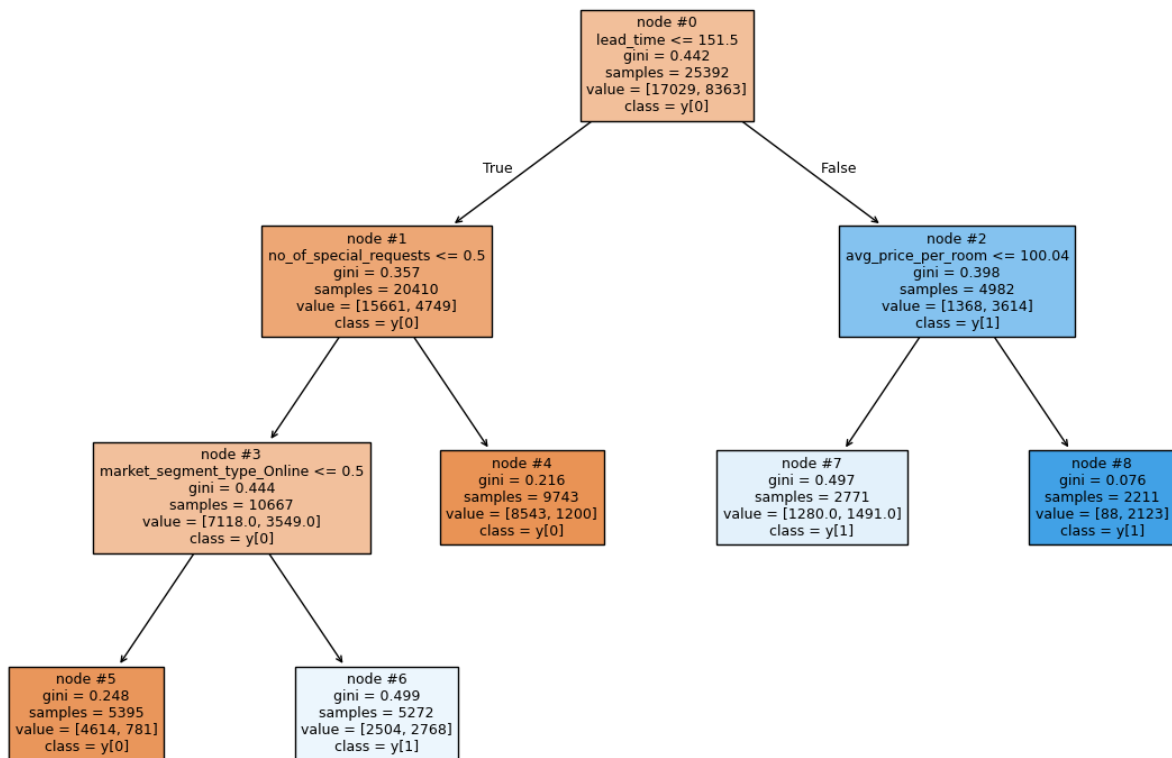 node #0
lead_time <= 151.5
gini = 0.442
samples = 25392
value = [17029, 8363]
class = y[0]
True
False
node #1
no_of_special_requests <= 0.5
gini = 0.357
samples = 20410
value = [15661, 4749]
class = y[0]
node #2
avg_price_per_room <= 100.04
gini = 0.398
samples = 4982
value = [1368, 3614]
class = y[1]
node #3
market_segment_type_Online <= 0.5
gini = 0.444
samples = 10667
value = [7118.0, 3549.0]
class = y[0]
node #4
gini = 0.216
samples = 9743
value = [8543, 1200]
class = y[0]
node #7
gini = 0.497
samples = 2771
value = [1280.0, 1491.0]
class = y[1]
node #8
gini = 0.076
samples = 2211
value = [88, 2123]
class = y[1]
node #5
gini = 0.248
samples = 5395
value = [4614, 781]
class = y[0]
node #6
gini = 0.499
samples = 5272
value = [2504, 2768]
class = y[1]